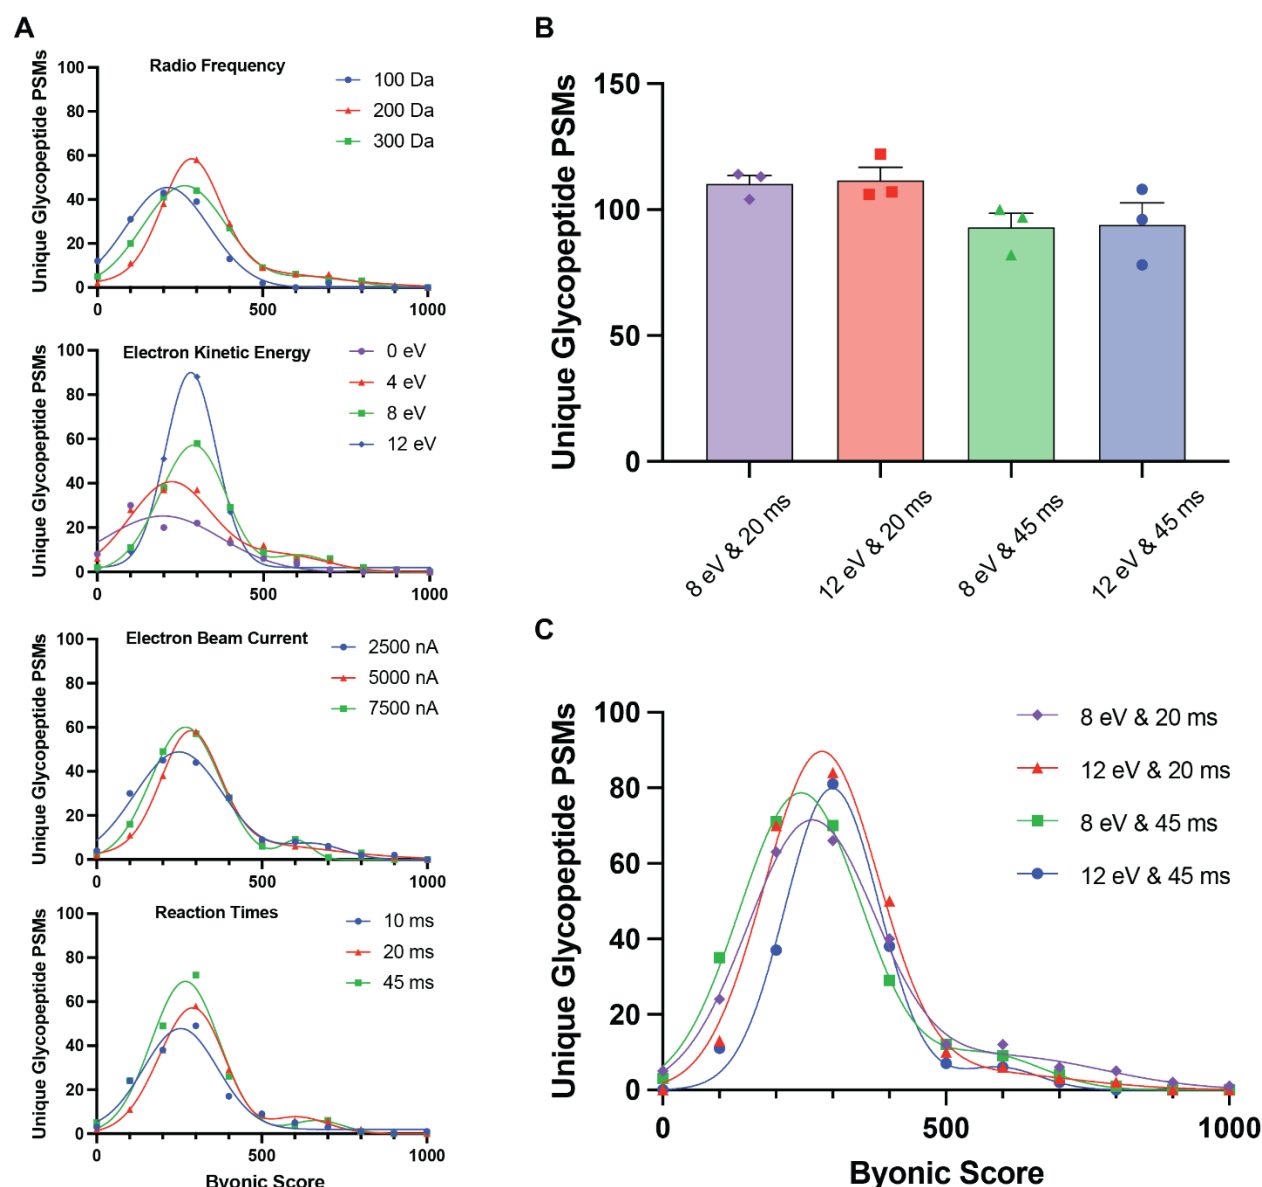 A
Radio Frequency
Unique Glycopeptide PSMs
100
80
60
40
20
0
0
500
1000
100 Da
200 Da
300 Da
Electron Kinetic Energy
Unique Glycopeptide PSMs
100
80
60
40
20
0
0
500
1000
0 eV
4 eV
8 eV
12 eV
Electron Beam Current
Unique Glycopeptide PSMs
100
80
60
40
20
0
0
500
1000
2500 nA
5000 nA
7500 nA
Reaction Times
Unique Glycopeptide PSMs
100
80
60
40
20
0
0
500
1000
10 ms
20 ms
45 ms
Byonic Score
B
Unique Glycopeptide PSMs
150
100
50
0
8 eV & 20 ms
12 eV & 20 ms
8 eV & 45 ms
12 eV & 45 ms
C
Unique Glycopeptide PSMs
100
80
60
40
20
0
0
500
1000
8 eV & 20 ms
12 eV & 20 ms
8 eV & 45 ms
12 eV & 45 ms
Byonic Score